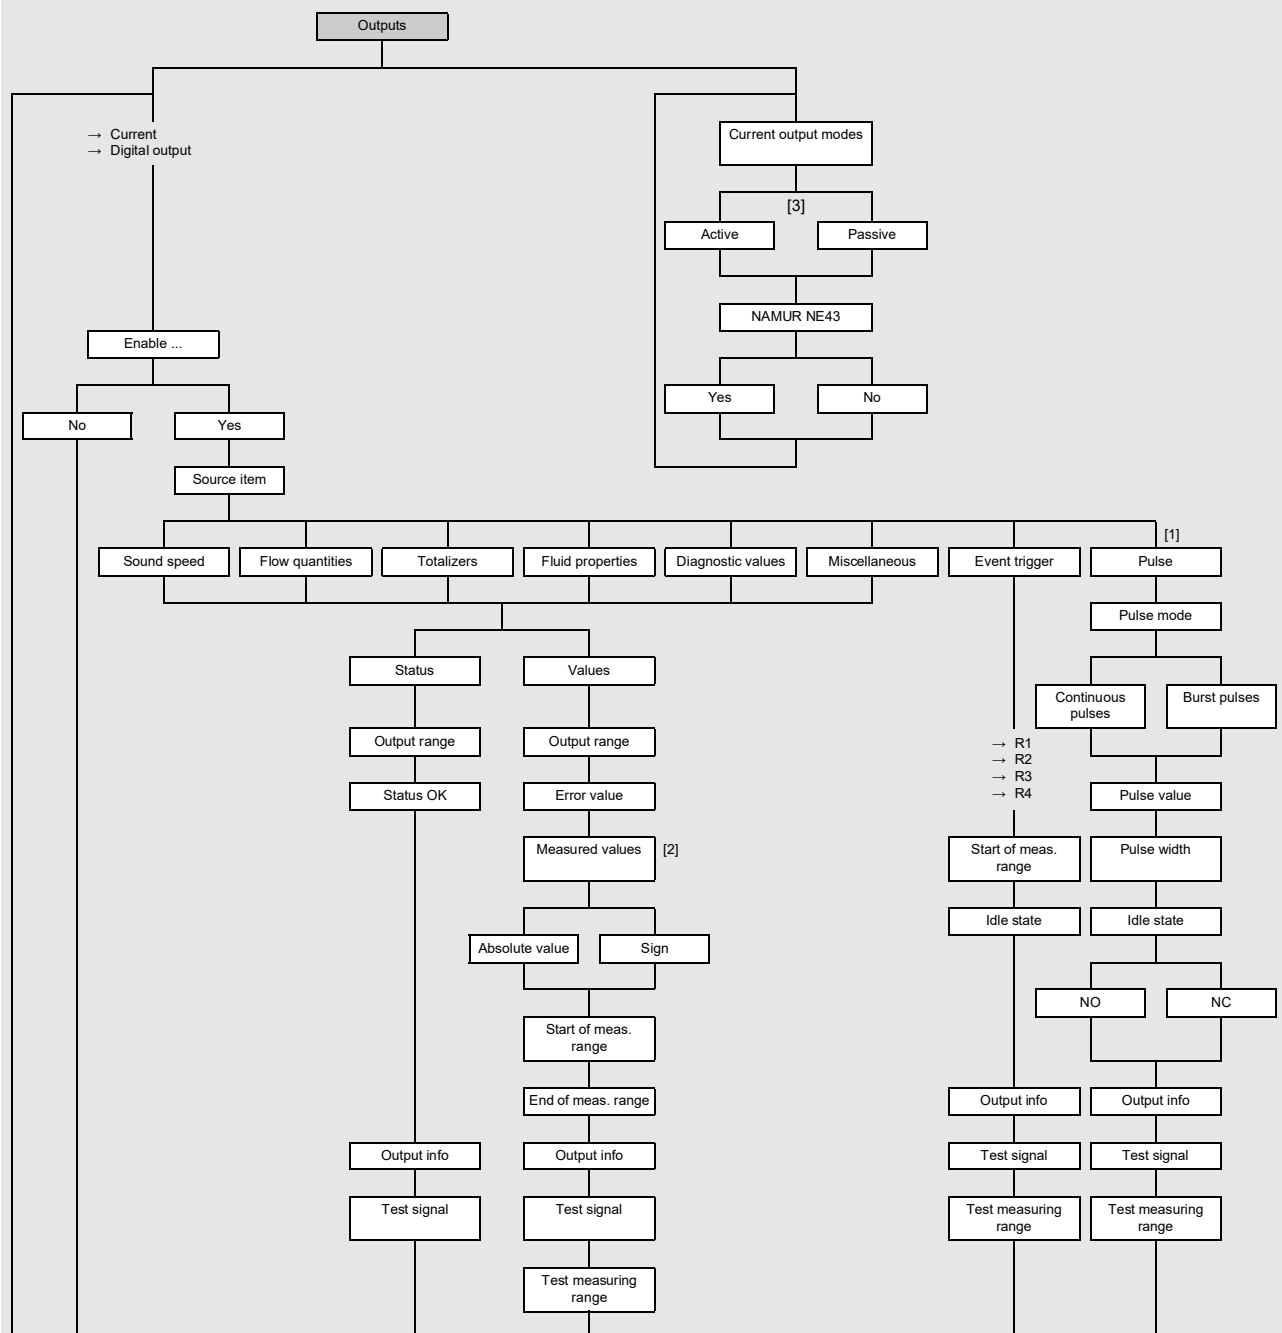 Outputs
→ Current
→ Digital output
Current output modes
[3]
Active
Passive
NAMUR NE43
Enable ...
Yes
No
No
Yes
Source item
[1]
Sound speed
Flow quantities
Totalizers
Fluid properties
Diagnostic values
Miscellaneous
Event trigger
Pulse
Pulse mode
Status
Values
Continuous
pulses
Burst pulses
Output range
Output range
→ R1
→ R2
→ R3
→ R4
Status OK
Error value
Pulse value
Measured values
[2]
Start of meas.
range
Pulse width
Idle state
Idle state
Absolute value
Sign
NO
NC
Start of meas.
range
End of meas. range
Output info
Output info
Output info
Output info
Test signal
Test signal
Test signal
Test signal
Test measuring
range
Test measuring
range
Test measuring
range